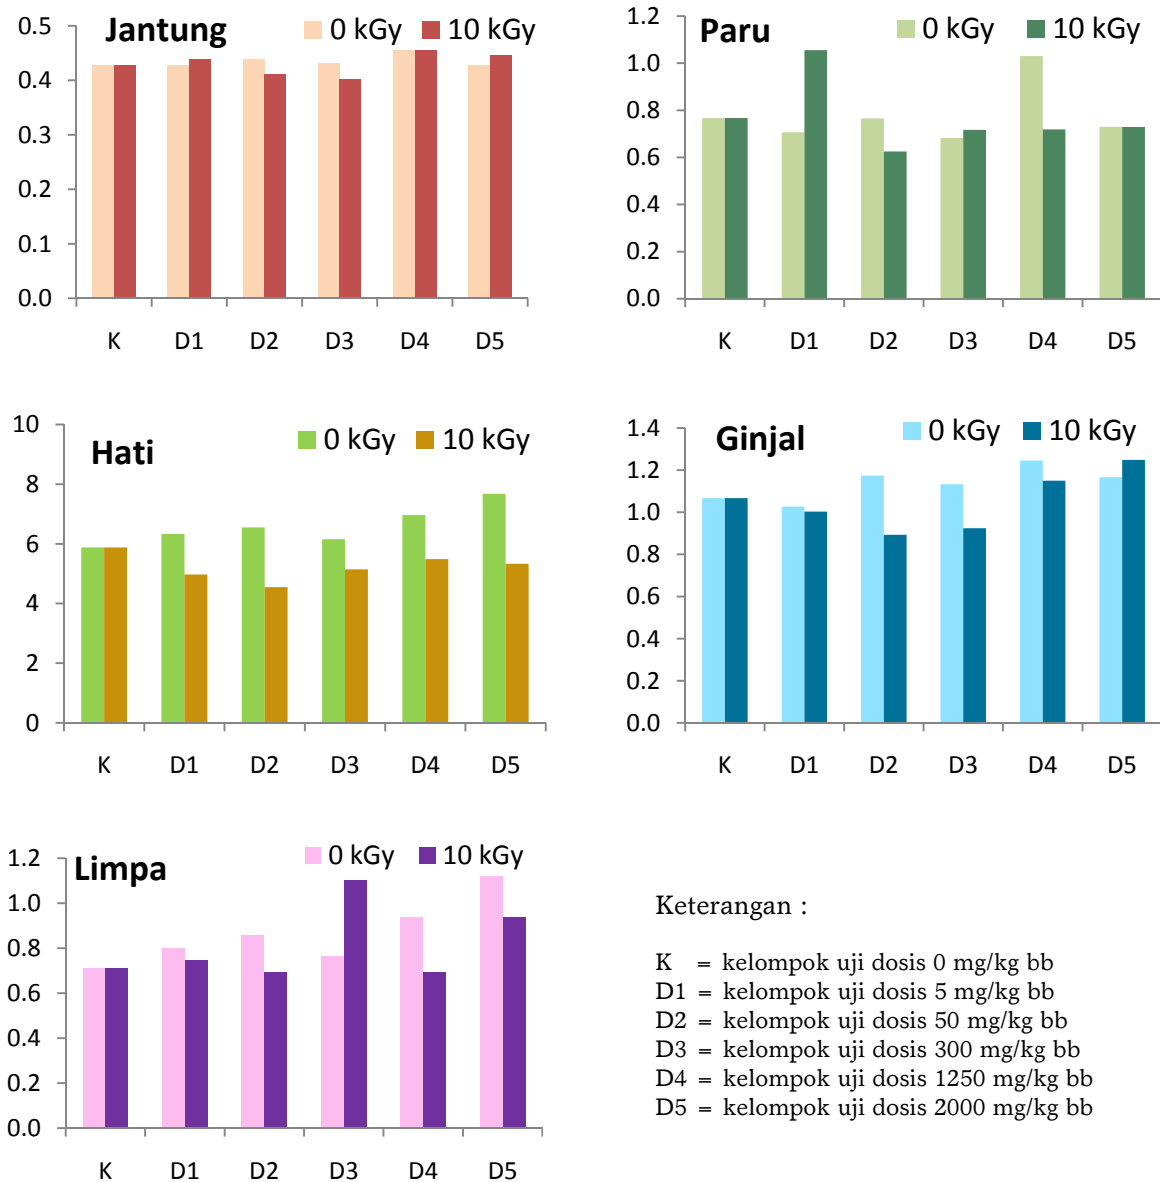 Jantung
0 kGy 10 kGy
0.5
0.4
0.3
0.2
0.1
0.0
K D1 D2 D3 D4 D5
Paru
0 kGy 10 kGy
1.2
1.0
0.8
0.6
0.4
0.2
0.0
K D1 D2 D3 D4 D5
Hati
0 kGy 10 kGy
10
8
6
4
2
0
K D1 D2 D3 D4 D5
Ginjal
0 kGy 10 kGy
1.4
1.2
1.0
0.8
0.6
0.4
0.2
0.0
K D1 D2 D3 D4 D5
Limpa
0 kGy 10 kGy
1.2
1.0
0.8
0.6
0.4
0.2
0.0
K D1 D2 D3 D4 D5
Keterangan :
K = kelompok uji dosis 0 mg/kg bb
D1 = kelompok uji dosis 5 mg/kg bb
D2 = kelompok uji dosis 50 mg/kg bb
D3 = kelompok uji dosis 300 mg/kg bb
D4 = kelompok uji dosis 1250 mg/kg bb
D5 = kelompok uji dosis 2000 mg/kg bb